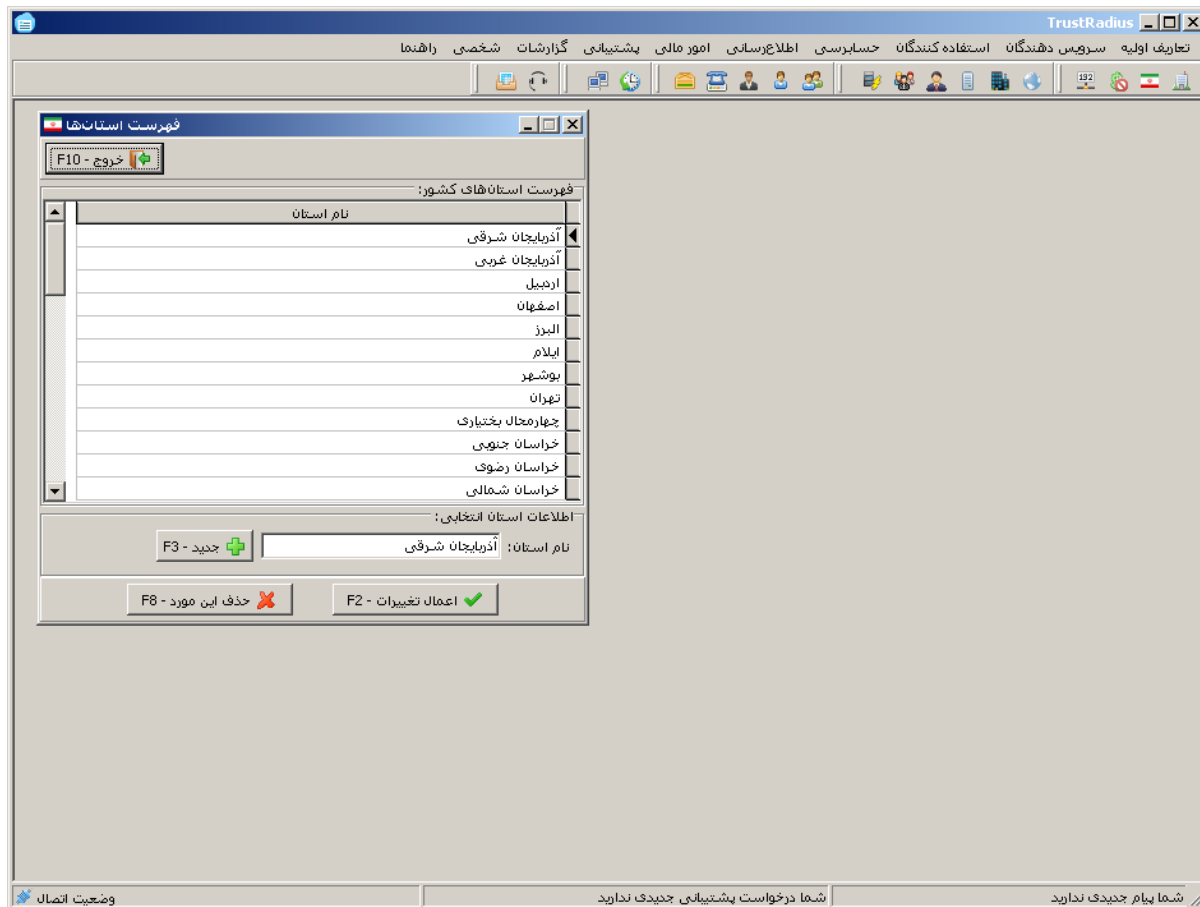 TrustRadius
تعاریف اولیه سرویس دهندگان استفاده کنندگان حسابرسی اطلاع‌رسانی امور مالی پشتیبانی گزارشات شخصی راهنما
192
فهرست استان‌ها
خروج - F10
فهرست استان‌های کشور:
نام استان
آذربایجان شرقی
آذربایجان غربی
اردبیل
اصفهان
البرز
ایلام
بوشهر
تهران
چهارمحال بختیاری
خراسان جنوبی
خراسان رضوی
خراسان شمالی
اطلاعات استان انتخابی:
نام استان: آذربایجان شرقی جدید - F3
اعمال تغییرات - F2 حذف این مورد - F8
شما پیام جدیدی ندارید شما درخواست پشتیبانی جدیدی ندارید وضعیت اتصال